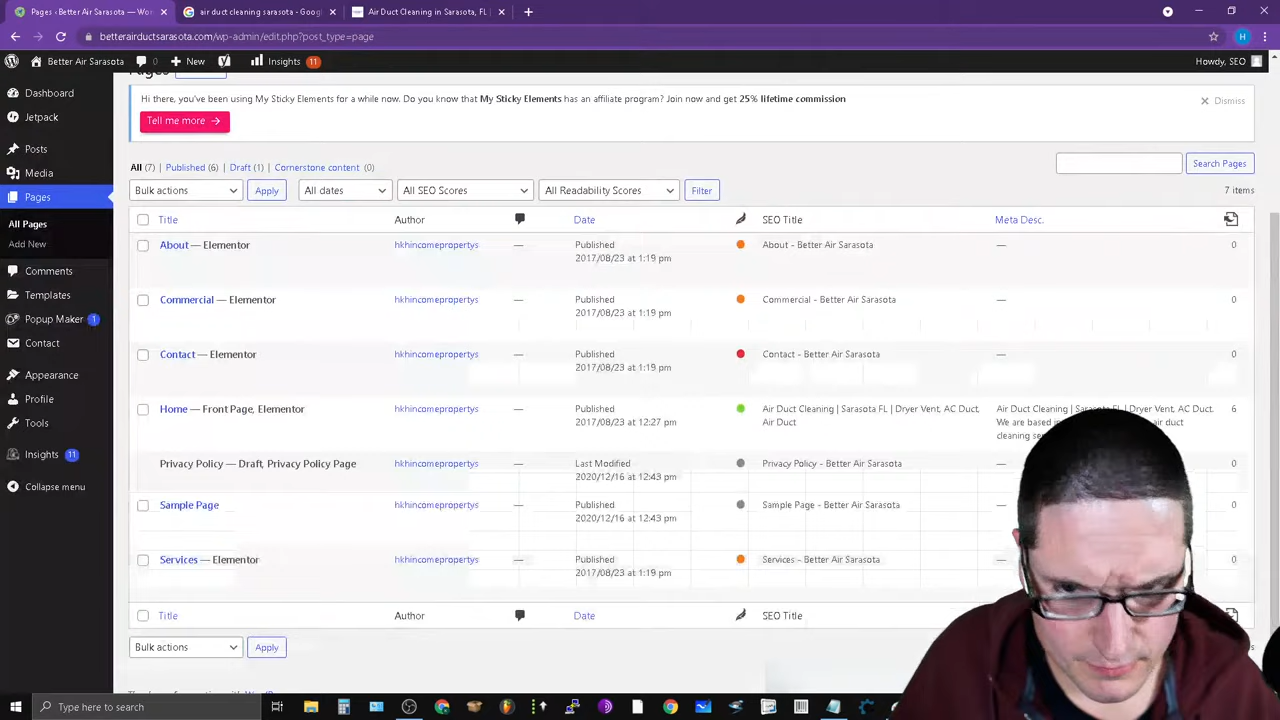 Pages ‹ Better Air Sarasota — Wo
air duct cleaning sarasota - Goog
Air Duct Cleaning in Sarasota, FL |
betterairductsarasota.com/wp-admin/edit.php?post_type=page
H
Better Air Sarasota
0
New
Insights 11
Howdy, SEO
Pages
Dashboard
Jetpack
Posts
Media
Pages
All Pages
Add New
Comments
Templates
Popup Maker 1
Contact
Appearance
Profile
Tools
Insights 11
Collapse menu
Hi there, you've been using My Sticky Elements for a while now. Do you know that My Sticky Elements has an affiliate program? Join now and get 25% lifetime commission
Dismiss
Tell me more →
All (7) | Published (6) | Draft (1) | Cornerstone content (0)
Search Pages
Bulk actions Apply All dates All SEO Scores All Readability Scores Filter 7 items
Title Author Date SEO Title Meta Desc.
About — Elementor hkhincomepropertys — Published About - Better Air Sarasota — 0
2017/08/23 at 1:19 pm
Commercial — Elementor hkhincomepropertys — Published Commercial - Better Air Sarasota — 0
2017/08/23 at 1:19 pm
Contact — Elementor hkhincomepropertys — Published Contact - Better Air Sarasota — 0
2017/08/23 at 1:19 pm
Home — Front Page, Elementor hkhincomepropertys — Published Air Duct Cleaning | Sarasota FL | Dryer Vent, AC Duct, Air Duct Cleaning | Sarasota FL | Dryer Vent, AC Duct. 6
2017/08/23 at 12:27 pm Air Duct We are based i air duct
cleaning se
Privacy Policy — Draft, Privacy Policy Page hkhincomepropertys — Last Modified Privacy Policy - Better Air Sarasota — 0
2020/12/16 at 12:43 pm
Sample Page hkhincomepropertys — Published Sample Page - Better Air Sarasota — 0
2020/12/16 at 12:43 pm
Services — Elementor hkhincomepropertys — Published Services - Better Air Sarasota — 0
2017/08/23 at 1:19 pm
Title Author Date SEO Title
Bulk actions Apply
Type here to search